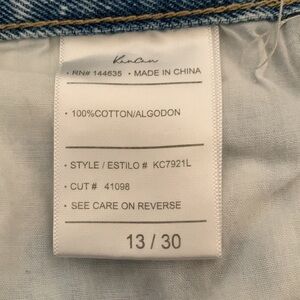 KanCan
• RN# 144635 • MADE IN CHINA
• 100%COTTON/ALGODON
• STYLE / ESTILO # KC7921L
• CUT # 41098
• SEE CARE ON REVERSE
13 / 30